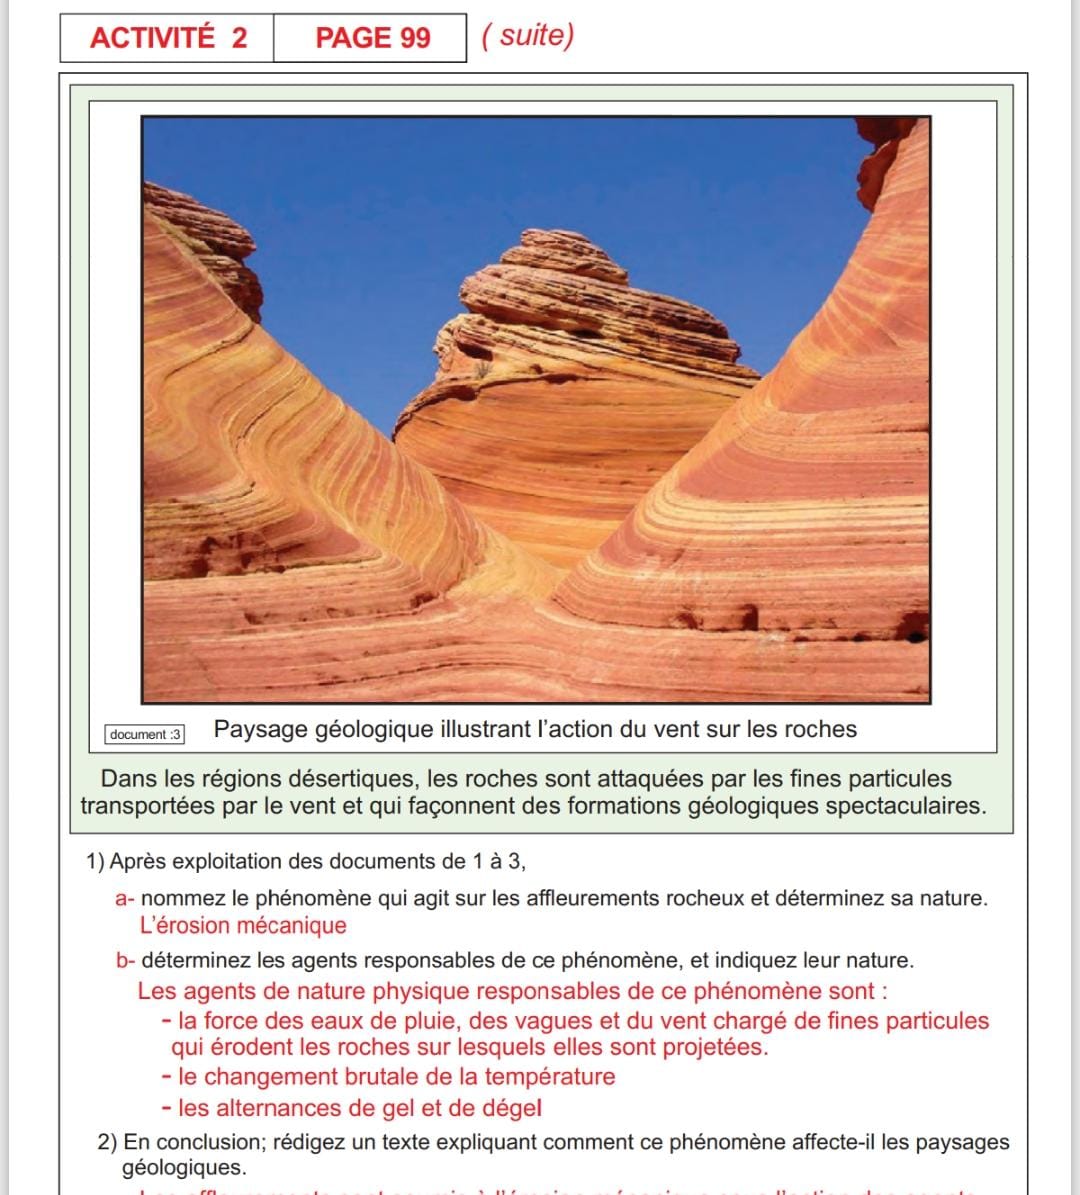 ACTIVITÉ 2 PAGE 99 ( suite)
document :3 Paysage géologique illustrant l'action du vent sur les roches
Dans les régions désertiques, les roches sont attaquées par les fines particules
transportées par le vent et qui façonnent des formations géologiques spectaculaires.
1) Après exploitation des documents de 1 à 3,
a- nommez le phénomène qui agit sur les affleurements rocheux et déterminez sa nature.
L'érosion mécanique
b- déterminez les agents responsables de ce phénomène, et indiquez leur nature.
Les agents de nature physique responsables de ce phénomène sont :
- la force des eaux de pluie, des vagues et du vent chargé de fines particules
qui érodent les roches sur lesquels elles sont projetées.
- le changement brutale de la température
- les alternances de gel et de dégel
2) En conclusion; rédigez un texte expliquant comment ce phénomène affecte-il les paysages
géologiques.